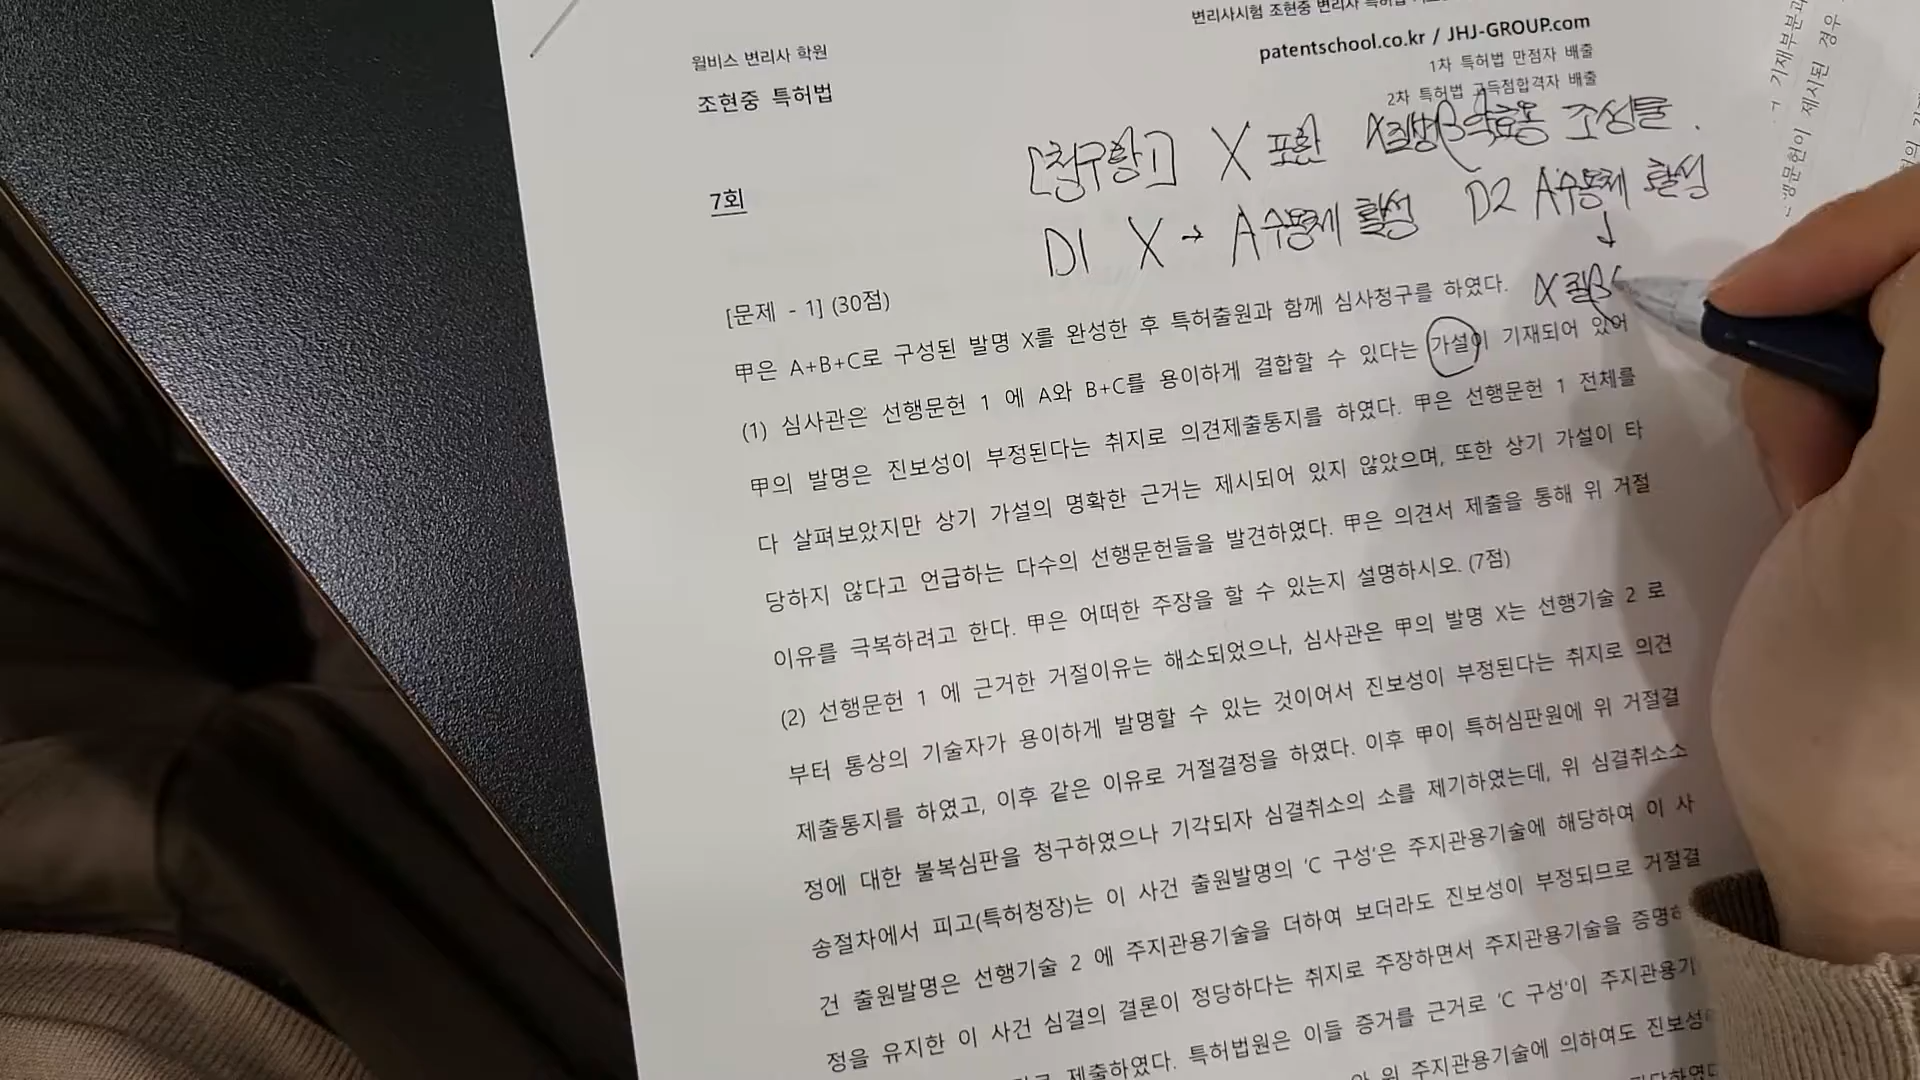 변리사시험 조현중 변리사 특허법
월비스 변리사 학원
patentschool.co.kr / JHJ-GROUP.com
조현중 특허법
1차 특허법 만점자 배출
2차 특허법 고득점합격자 배출
[청구항1] X 포함 조성물.
7회
D1 X → A수용체 활성 D2 A수용체 활성
↓
[문제 - 1] (30점)
甲은 A+B+C로 구성된 발명 X를 완성한 후 특허출원과 함께 심사청구를 하였다.
(1) 심사관은 선행문헌 1 에 A와 B+C를 용이하게 결합할 수 있다는 가설이 기재되어 있어
甲의 발명은 진보성이 부정된다는 취지로 의견제출통지를 하였다. 甲은 선행문헌 1 전체를
다 살펴보았지만 상기 가설의 명확한 근거는 제시되어 있지 않았으며, 또한 상기 가설이 타
당하지 않다고 언급하는 다수의 선행문헌들을 발견하였다. 甲은 의견서 제출을 통해 위 거절
이유를 극복하려고 한다. 甲은 어떠한 주장을 할 수 있는지 설명하시오. (7점)
(2) 선행문헌 1 에 근거한 거절이유는 해소되었으나, 심사관은 甲의 발명 X는 선행기술 2 로
부터 통상의 기술자가 용이하게 발명할 수 있는 것이어서 진보성이 부정된다는 취지로 의견
제출통지를 하였고, 이후 같은 이유로 거절결정을 하였다. 이후 甲이 특허심판원에 위 거절결
정에 대한 불복심판을 청구하였으나 기각되자 심결취소의 소를 제기하였는데, 위 심결취소소
송절차에서 피고(특허청장)는 이 사건 출원발명의 'C 구성'은 주지관용기술에 해당하여 이 사
건 출원발명은 선행기술 2 에 주지관용기술을 더하여 보더라도 진보성이 부정되므로 거절결
정을 유지한 이 사건 심결의 결론이 정당하다는 취지로 주장하면서 주지관용기술을 증명하
제출하였다. 특허법원은 이들 증거를 근거로 'C 구성'이 주지관용기
위 주지관용기술에 의하여도 진보성
기재부분과
제시된 경우